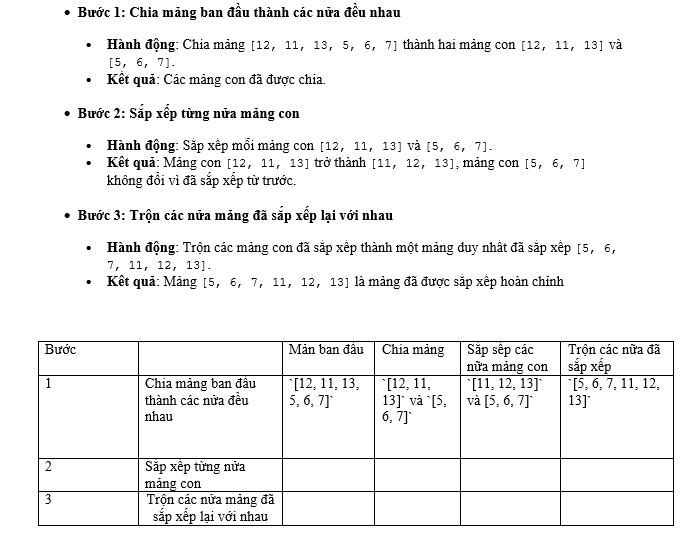 • Bước 1: Chia mảng ban đầu thành các nửa đều nhau
• Hành động: Chia mảng [12, 11, 13, 5, 6, 7] thành hai mảng con [12, 11, 13] và
[5, 6, 7].
• Kết quả: Các mảng con đã được chia.
• Bước 2: Sắp xếp từng nửa mảng con
• Hành động: Sắp xếp mỗi mảng con [12, 11, 13] và [5, 6, 7].
• Kết quả: Mảng con [12, 11, 13] trở thành [11, 12, 13], mảng con [5, 6, 7]
không đổi vì đã sắp xếp từ trước.
• Bước 3: Trộn các nửa mảng đã sắp xếp lại với nhau
• Hành động: Trộn các mảng con đã sắp xếp thành một mảng duy nhất đã sắp xếp [5, 6,
7, 11, 12, 13].
• Kết quả: Mảng [5, 6, 7, 11, 12, 13] là mảng đã được sắp xếp hoàn chỉnh
Bước
Mản ban đầu
Chia mảng
Sắp sếp các
nữa mảng con
Trộn các nữa đã
sắp xếp
1
Chia mảng ban đầu
thành các nửa đều
nhau
`[12, 11, 13,
5, 6, 7]`
`[12, 11,
13]` và `[5,
6, 7]`
`[11, 12, 13]`
và [5, 6, 7]`
`[5, 6, 7, 11, 12,
13]`
2
Sắp xếp từng nửa
mảng con
3
Trộn các nửa mảng đã
sắp xếp lại với nhau